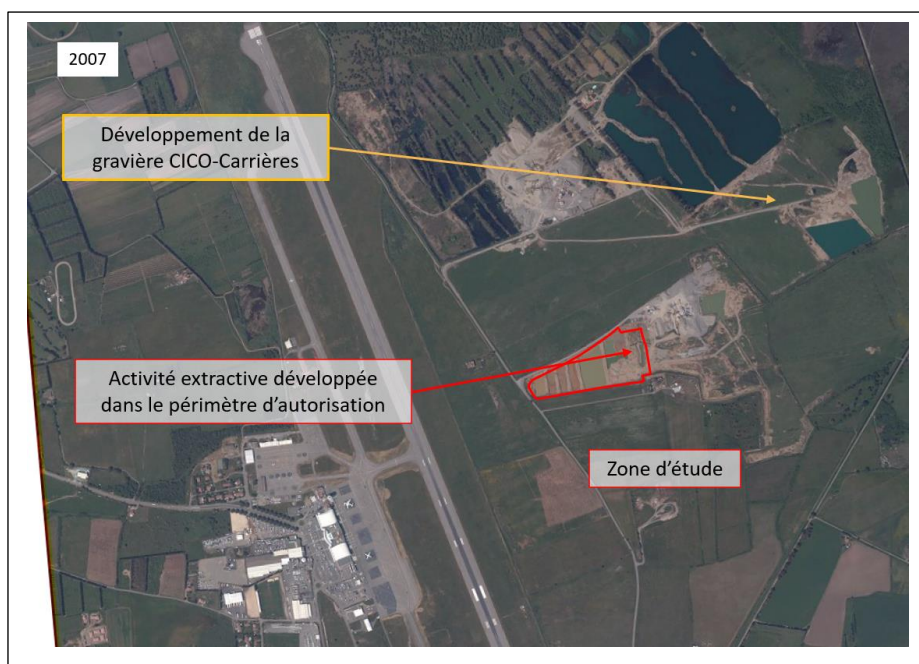 2007
Développement de la
gravière CICO-Carrières
Activité extractive développée
dans le périmètre d’autorisation
Zone d’étude